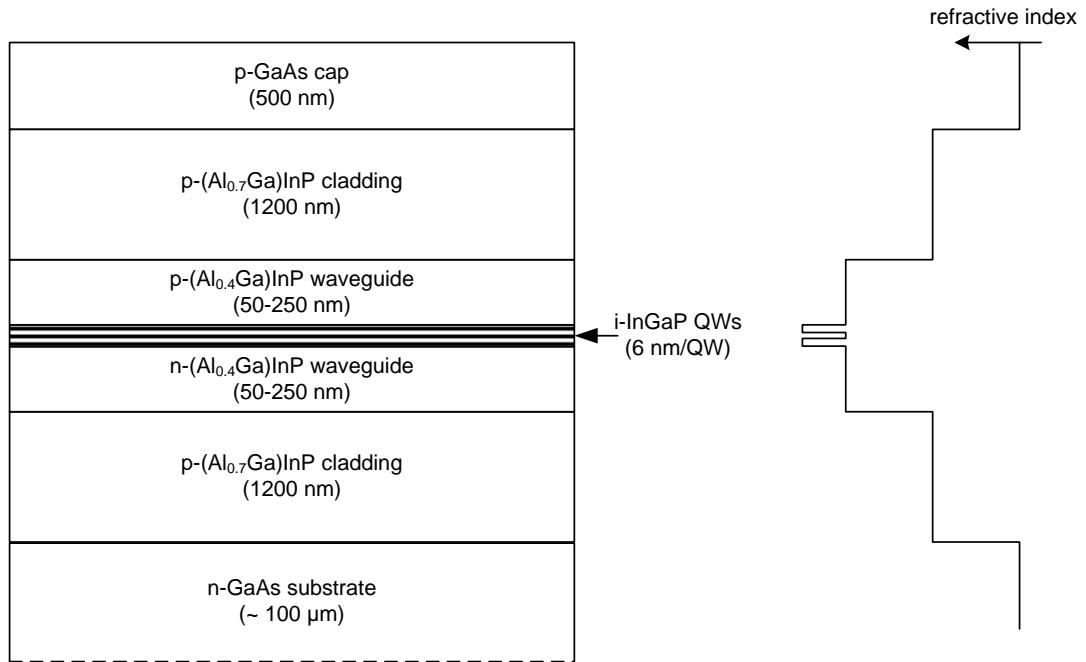 refractive index
p-GaAs cap
(500 nm)
p-(Al₀.₇Ga)InP cladding
(1200 nm)
p-(Al₀.₄Ga)InP waveguide
(50-250 nm)
i-InGaP QWs
(6 nm/QW)
n-(Al₀.₄Ga)InP waveguide
(50-250 nm)
p-(Al₀.₇Ga)InP cladding
(1200 nm)
n-GaAs substrate
(~ 100 µm)